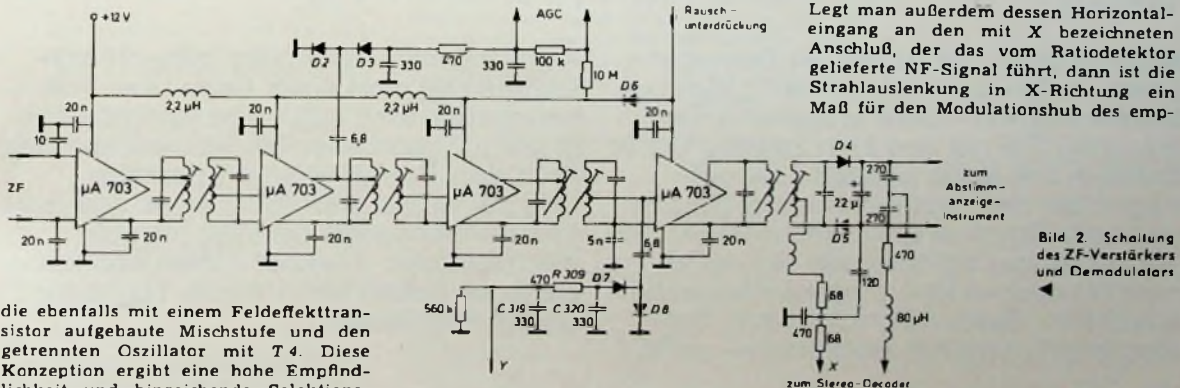 +12 V
D2
D3
330
470
AGC
330
100 k
10 M
Rausch-
unterdrückung
D6
20 n
2,2 µH
20 n
2,2 µH
20 n
20 n
10
6,8
ZF
µA 703
µA 703
µA 703
µA 703
20 n
20 n
20 n
20 n
5 n
6,8
20 n
D4
22 µ
+
D5
270
270
zum
Abstimm-
anzeige-
Instrument
470
120
68
470
68
80 µH
X
zum Stereo-Decoder
560 k
470
R 309
D7
C 319
330
C 320
330
D8
Y
Legt man außerdem dessen Horizontal-
eingang an den mit X bezeichneten
Anschluß, der das vom Ratiodetektor
gelieferte NF-Signal führt, dann ist die
Strahlauslenkung in X-Richtung ein
Maß für den Modulationshub des emp-
Bild 2. Schaltung
des ZF-Verstärkers
und Demodulators
die ebenfalls mit einem Feldeffekttran-
sistor aufgebaute Mischstufe und den
getrennten Oszillator mit T 4. Diese
Konzeption ergibt eine hohe Empfind-